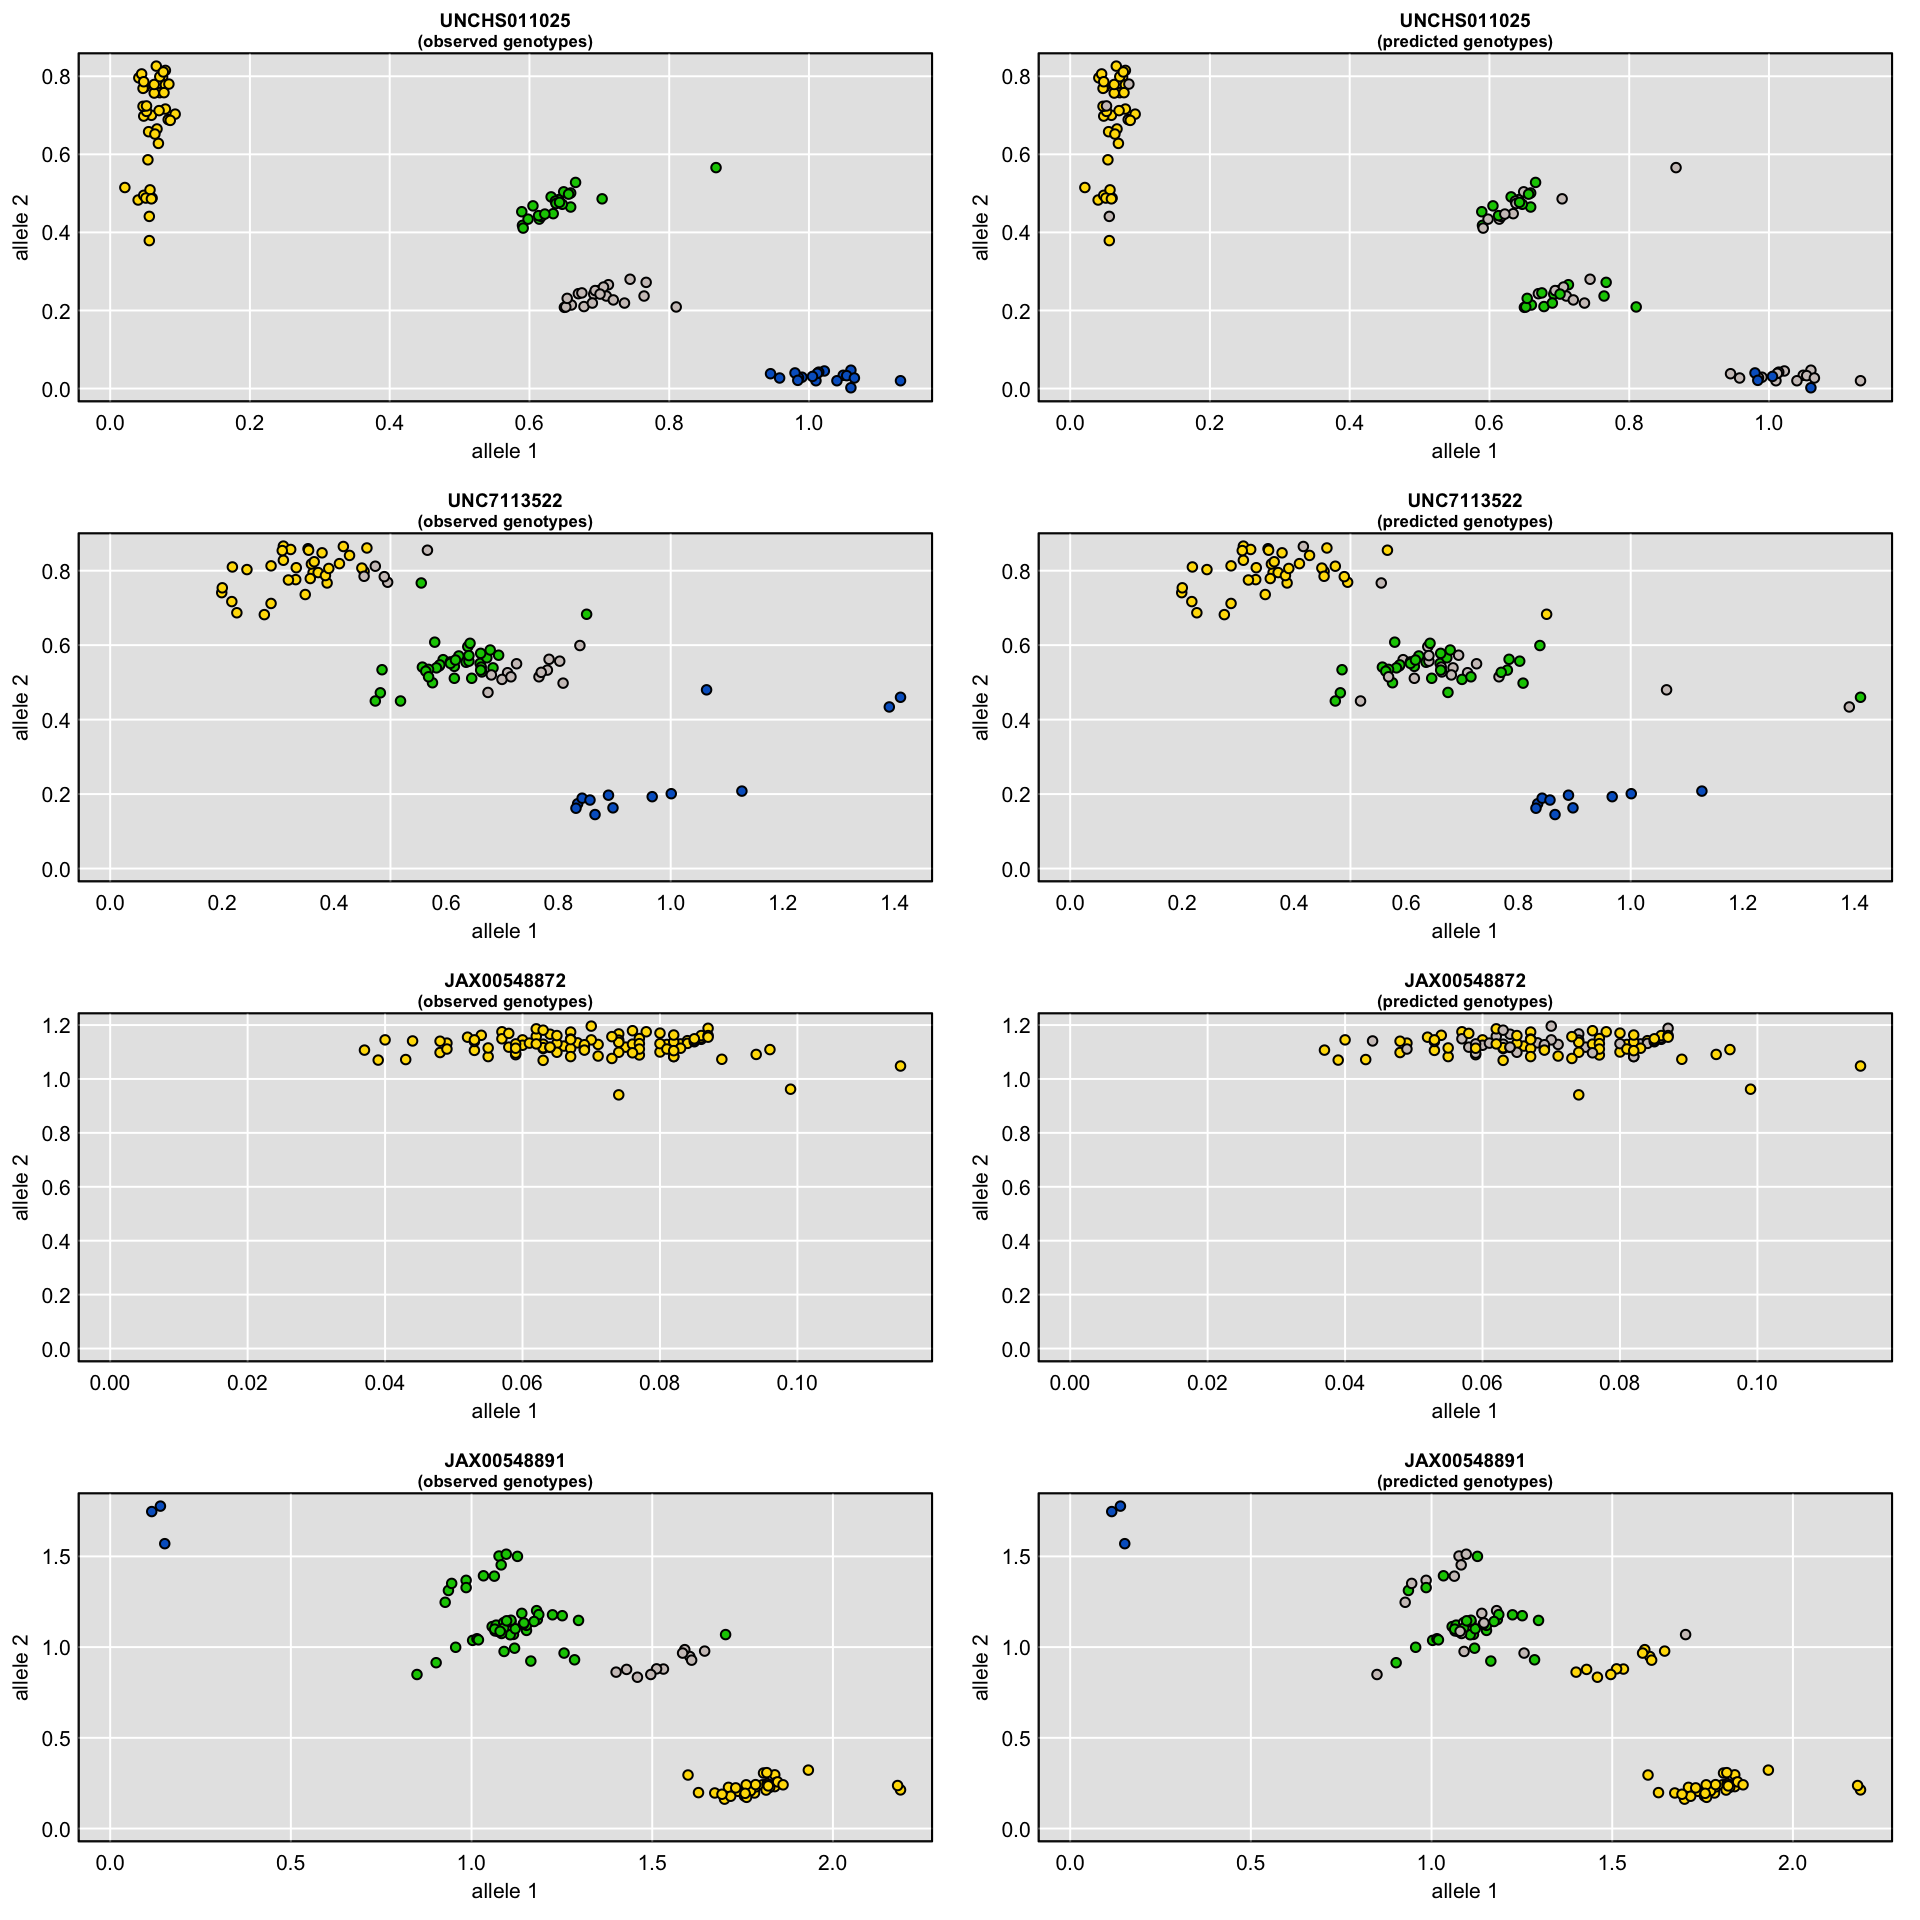 UNCHS011025
(observed genotypes)
allele 2
0.8
0.6
0.4
0.2
0.0
0.0 0.2 0.4 0.6 0.8 1.0
allele 1
UNCHS011025
(predicted genotypes)
allele 2
0.8
0.6
0.4
0.2
0.0
0.0 0.2 0.4 0.6 0.8 1.0
allele 1
UNC7113522
(observed genotypes)
allele 2
0.8
0.6
0.4
0.2
0.0
0.0 0.2 0.4 0.6 0.8 1.0 1.2 1.4
allele 1
UNC7113522
(predicted genotypes)
allele 2
0.8
0.6
0.4
0.2
0.0
0.0 0.2 0.4 0.6 0.8 1.0 1.2 1.4
allele 1
JAX00548872
(observed genotypes)
allele 2
1.2
1.0
0.8
0.6
0.4
0.2
0.0
0.00 0.02 0.04 0.06 0.08 0.10
allele 1
JAX00548872
(predicted genotypes)
allele 2
1.2
1.0
0.8
0.6
0.4
0.2
0.0
0.00 0.02 0.04 0.06 0.08 0.10
allele 1
JAX00548891
(observed genotypes)
allele 2
1.5
1.0
0.5
0.0
0.0 0.5 1.0 1.5 2.0
allele 1
JAX00548891
(predicted genotypes)
allele 2
1.5
1.0
0.5
0.0
0.0 0.5 1.0 1.5 2.0
allele 1